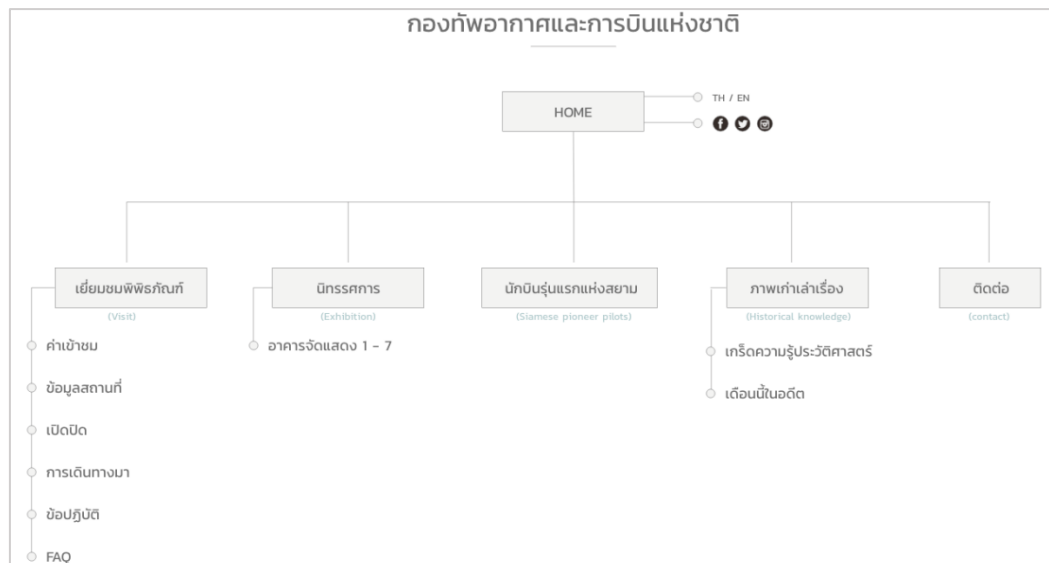 กองทัพอากาศและการบินแห่งชาติ
HOME
TH / EN
เยี่ยมชมพิพิธภัณฑ์
(Visit)
ค่าเข้าชม
ข้อมูลสถานที่
เปิดปิด
การเดินทางมา
ข้อปฏิบัติ
FAQ
นิทรรศการ
(Exhibition)
อาคารจัดแสดง 1 - 7
นักบินรุ่นแรกแห่งสยาม
(Siamese pioneer pilots)
ภาพเก่าเล่าเรื่อง
(Historical knowledge)
เกร็ดความรู้ประวัติศาสตร์
เดือนนี้ในอดีต
ติดต่อ
(contact)